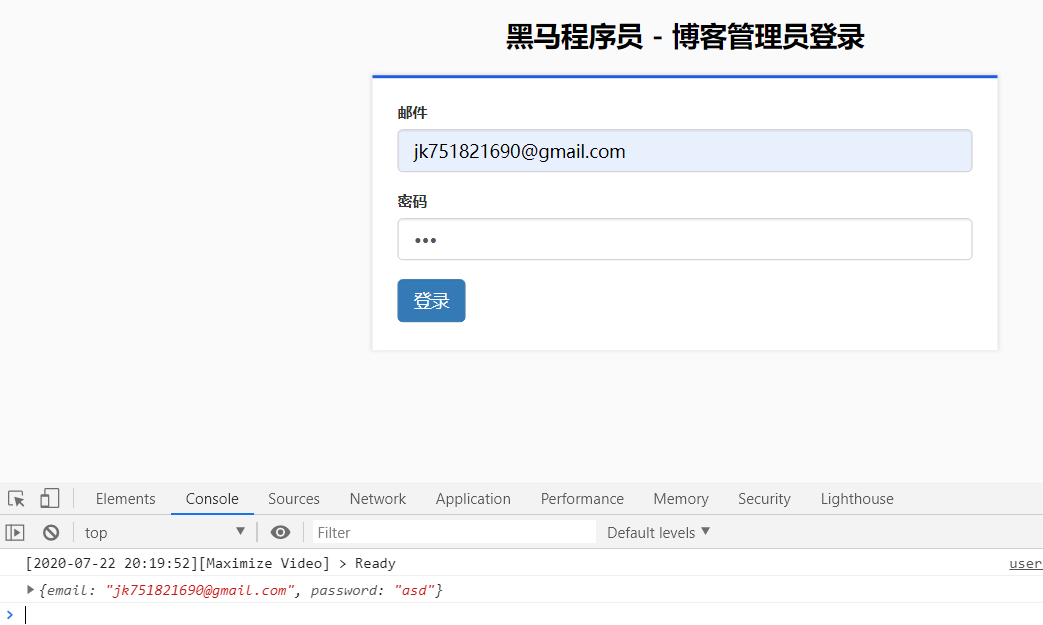 黑马程序员 - 博客管理员登录
邮件
jk751821690@gmail.com
密码
•••
登录
Elements Console Sources Network Application Performance Memory Security Lighthouse
top Filter Default levels
[2020-07-22 20:19:52][Maximize Video] > Ready user
{email: "jk751821690@gmail.com", password: "asd"}